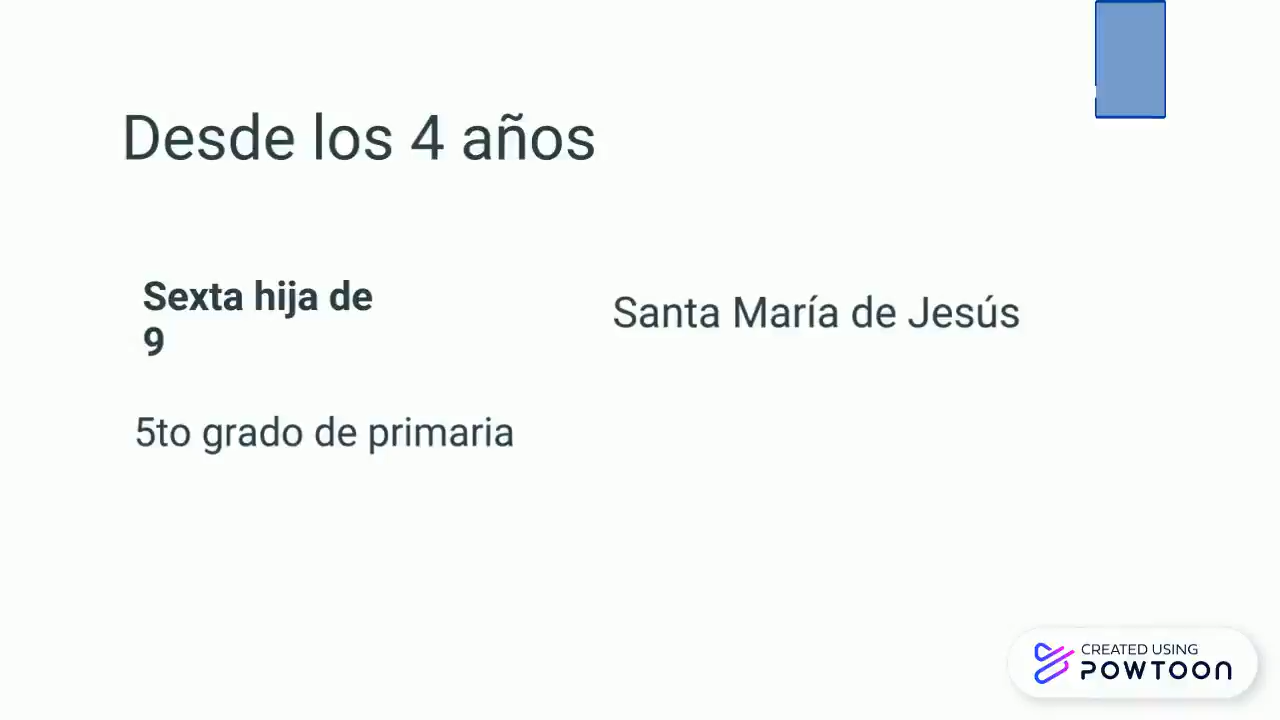 Desde los 4 años
Sexta hija de
9
Santa María de Jesús
5to grado de primaria
CREATED USING
POWTOON